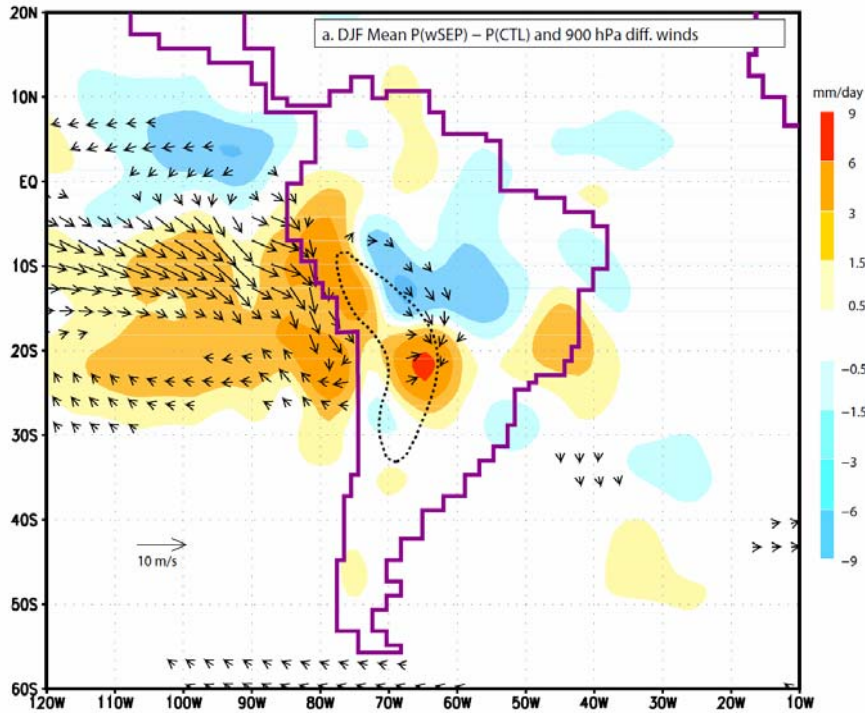 a. DJF Mean P(wSEP) – P(CTL) and 900 hPa diff. winds
20N
10N
EQ
10S
20S
30S
40S
50S
60S
10 m/s
120W 110W 100W 90W 80W 70W 60W 50W 40W 30W 20W 10W
mm/day
9
6
3
1.5
0.5
−0.5
−1.5
−3
−6
−9